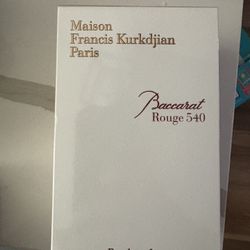 Maison
Francis Kurkdjian
Paris
Baccarat
Rouge 540